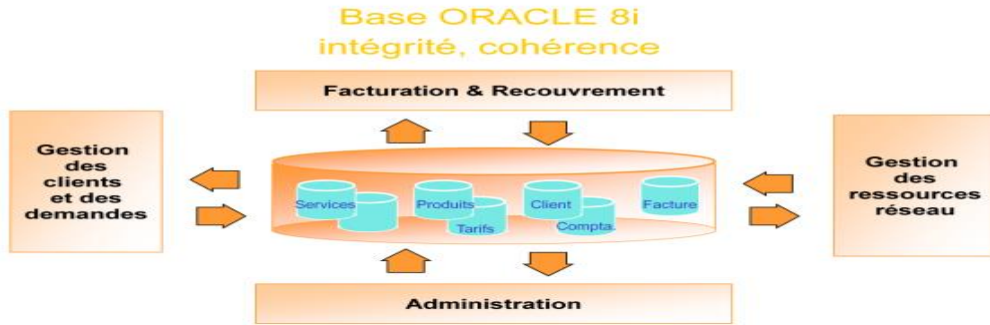 Base ORACLE 8i
intégrité, cohérence
Facturation & Recouvrement
Gestion
des
clients
et des
demandes
Services
Produits
Tarifs
Client
Compta.
Facture
Gestion
des
ressources
réseau
Administration